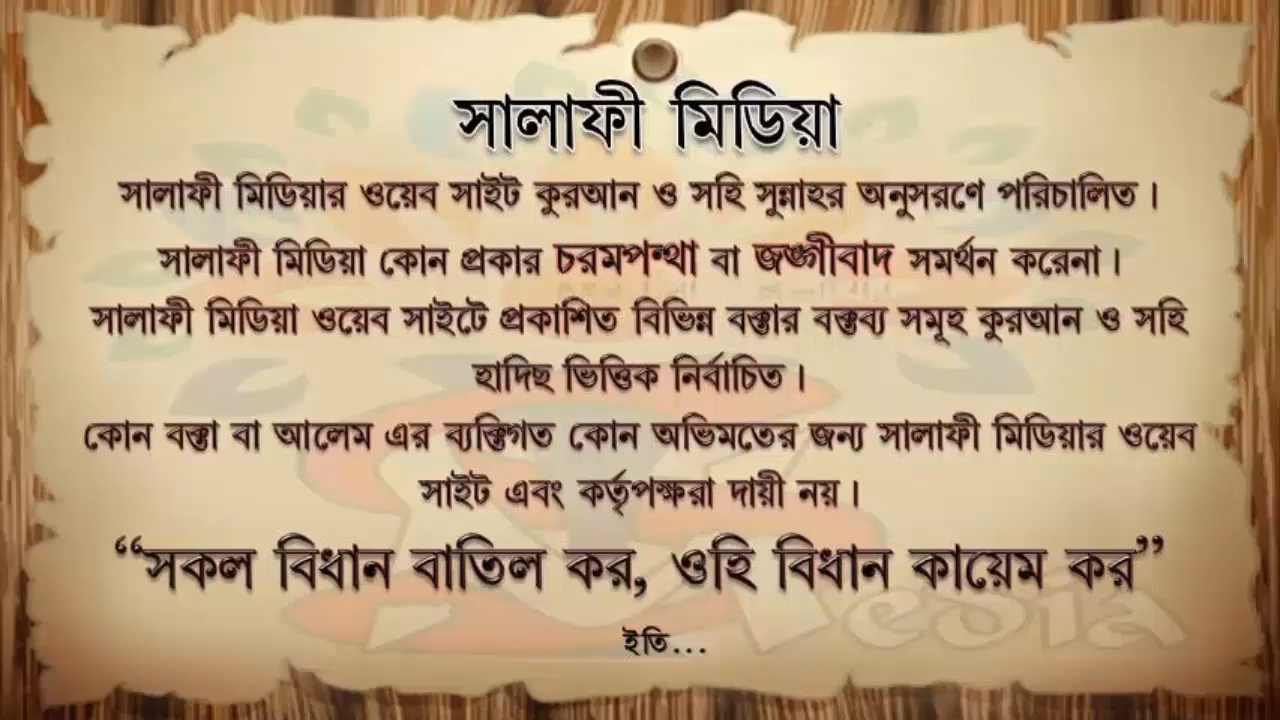 সালাফী মিডিয়া
সালাফী মিডিয়ার ওয়েব সাইট কুরআন ও সহি সুন্নাহর অনুসরণে পরিচালিত।
সালাফী মিডিয়া কোন প্রকার চরমপন্থা বা জঙ্গীবাদ সমর্থন করেনা।
সালাফী মিডিয়া ওয়েব সাইটে প্রকাশিত বিভিন্ন বক্তার বক্তব্য সমূহ কুরআন ও সহি
হাদিছ ভিত্তিক নির্বাচিত।
কোন বক্তা বা আলেম এর ব্যক্তিগত কোন অভিমতের জন্য সালাফী মিডিয়ার ওয়েব
সাইট এবং কর্তৃপক্ষরা দায়ী নয়।
“সকল বিধান বাতিল কর, ওহি বিধান কায়েম কর”
ইতি...